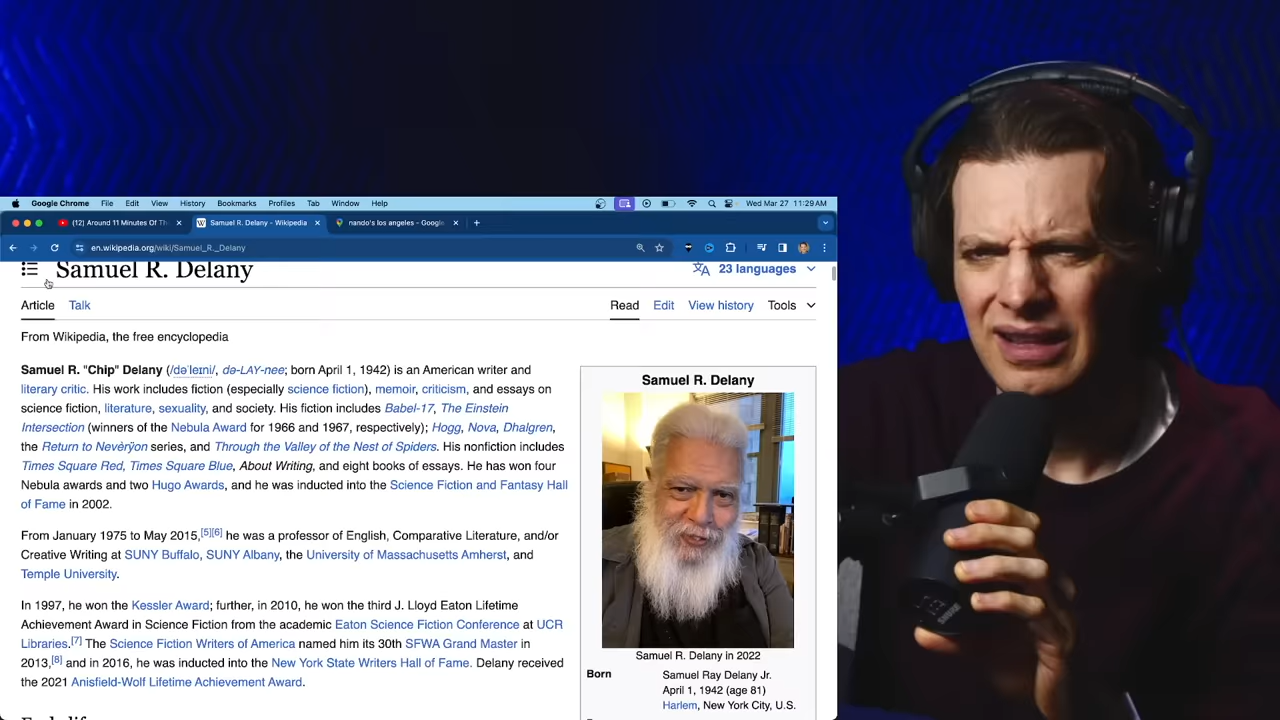 Google Chrome File Edit View History Bookmarks Profiles Tab Window Help Wed Mar 27 11:29 AM
(12) Around 11 Minutes Of Th Samuel R. Delany - Wikipedia nando's los angeles - Google
en.wikipedia.org/wiki/Samuel_R._Delany
Samuel R. Delany 23 languages
Article Talk Read Edit View history Tools
From Wikipedia, the free encyclopedia
Samuel R. "Chip" Delany (/dəˈleɪni/, də-LAY-nee; born April 1, 1942) is an American writer and
literary critic. His work includes fiction (especially science fiction), memoir, criticism, and essays on
science fiction, literature, sexuality, and society. His fiction includes Babel-17, The Einstein
Intersection (winners of the Nebula Award for 1966 and 1967, respectively); Hogg, Nova, Dhalgren,
the Return to Nevèrÿon series, and Through the Valley of the Nest of Spiders. His nonfiction includes
Times Square Red, Times Square Blue, About Writing, and eight books of essays. He has won four
Nebula awards and two Hugo Awards, and he was inducted into the Science Fiction and Fantasy Hall
of Fame in 2002.
From January 1975 to May 2015,[5][6] he was a professor of English, Comparative Literature, and/or
Creative Writing at SUNY Buffalo, SUNY Albany, the University of Massachusetts Amherst, and
Temple University.
In 1997, he won the Kessler Award; further, in 2010, he won the third J. Lloyd Eaton Lifetime
Achievement Award in Science Fiction from the academic Eaton Science Fiction Conference at UCR
Libraries.[7] The Science Fiction Writers of America named him its 30th SFWA Grand Master in
2013,[8] and in 2016, he was inducted into the New York State Writers Hall of Fame. Delany received
the 2021 Anisfield-Wolf Lifetime Achievement Award.
Samuel R. Delany
Samuel R. Delany in 2022
Born Samuel Ray Delany Jr.
April 1, 1942 (age 81)
Harlem, New York City, U.S.
SHURE